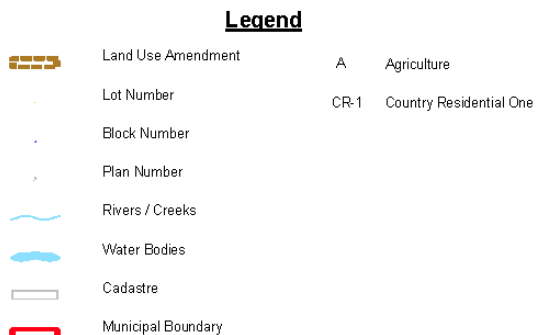 Legend
Land Use Amendment
A Agriculture
Lot Number
CR-1 Country Residential One
Block Number
Plan Number
Rivers / Creeks
Water Bodies
Cadastre
Municipal Boundary